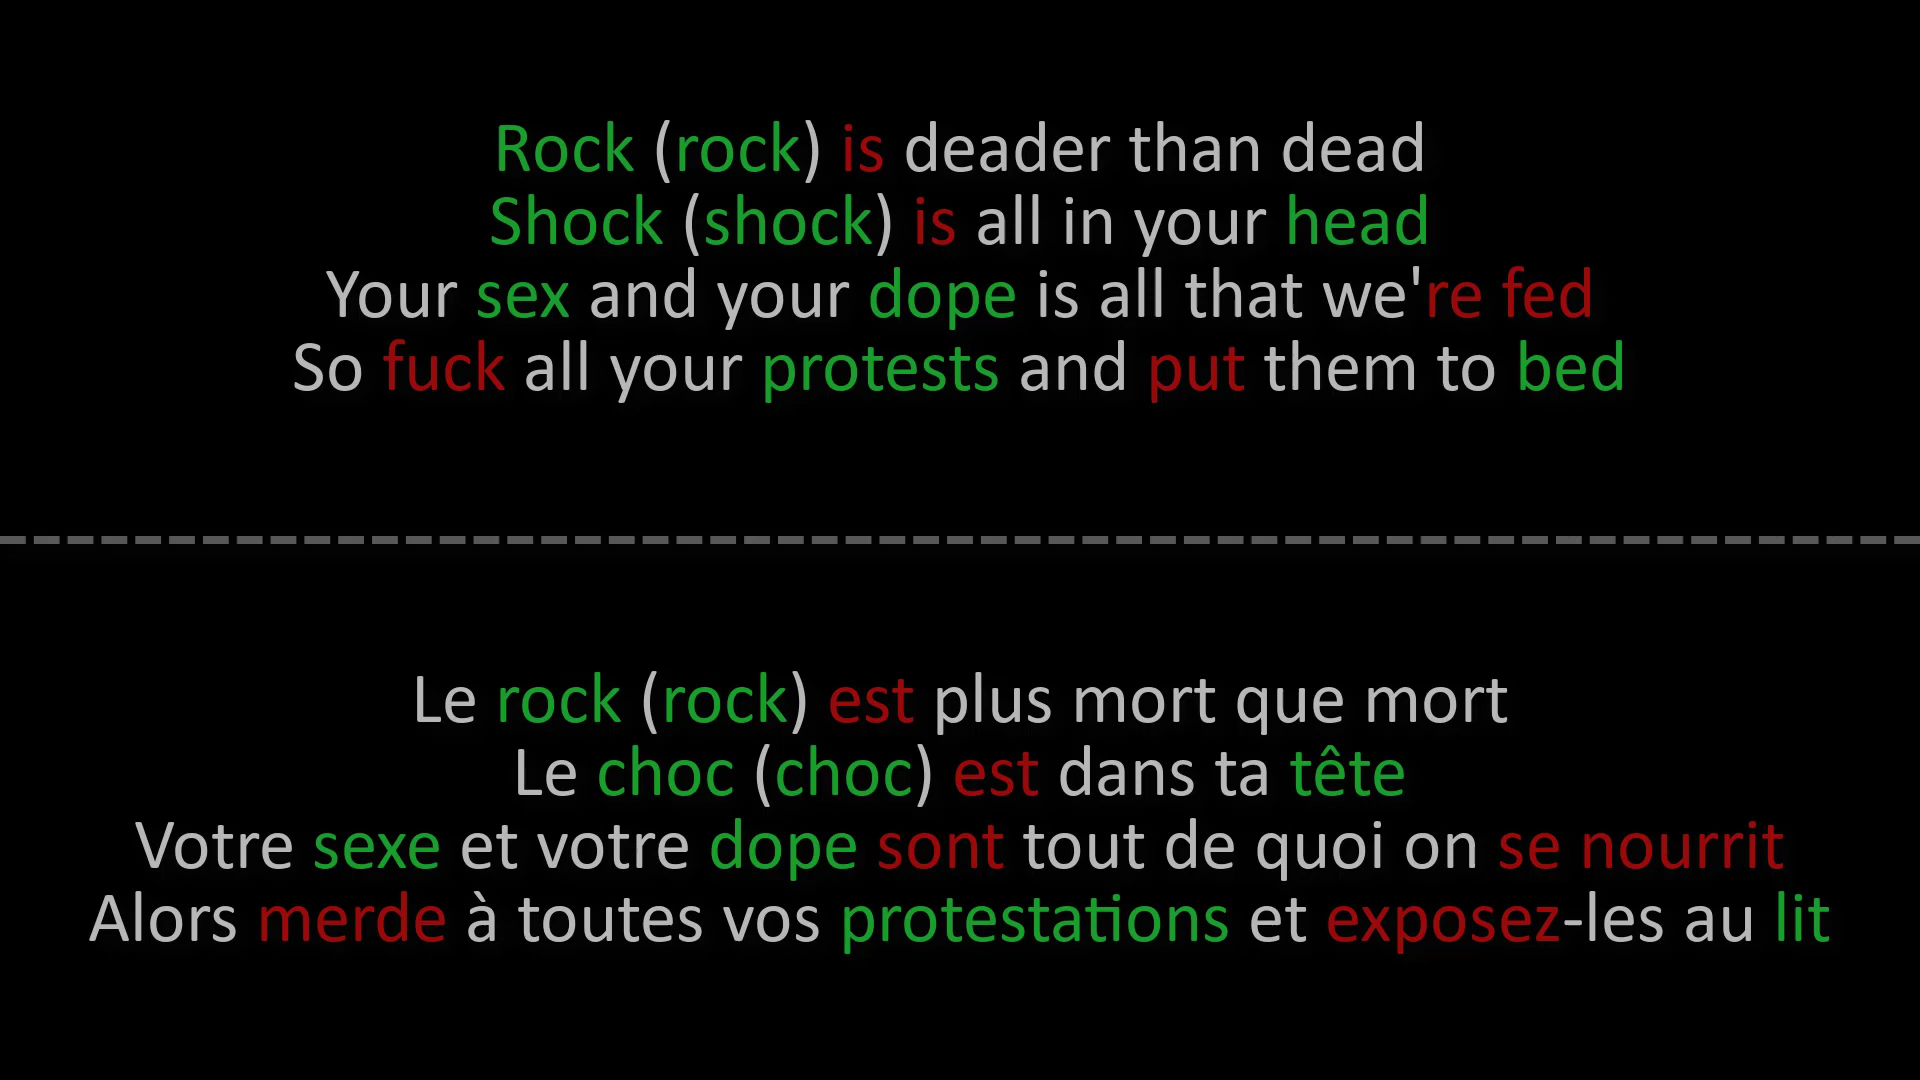 Rock (rock) is deader than dead
Shock (shock) is all in your head
Your sex and your dope is all that we're fed
So fuck all your protests and put them to bed
Le rock (rock) est plus mort que mort
Le choc (choc) est dans ta tête
Votre sexe et votre dope sont tout de quoi on se nourrit
Alors merde à toutes vos protestations et exposez-les au lit